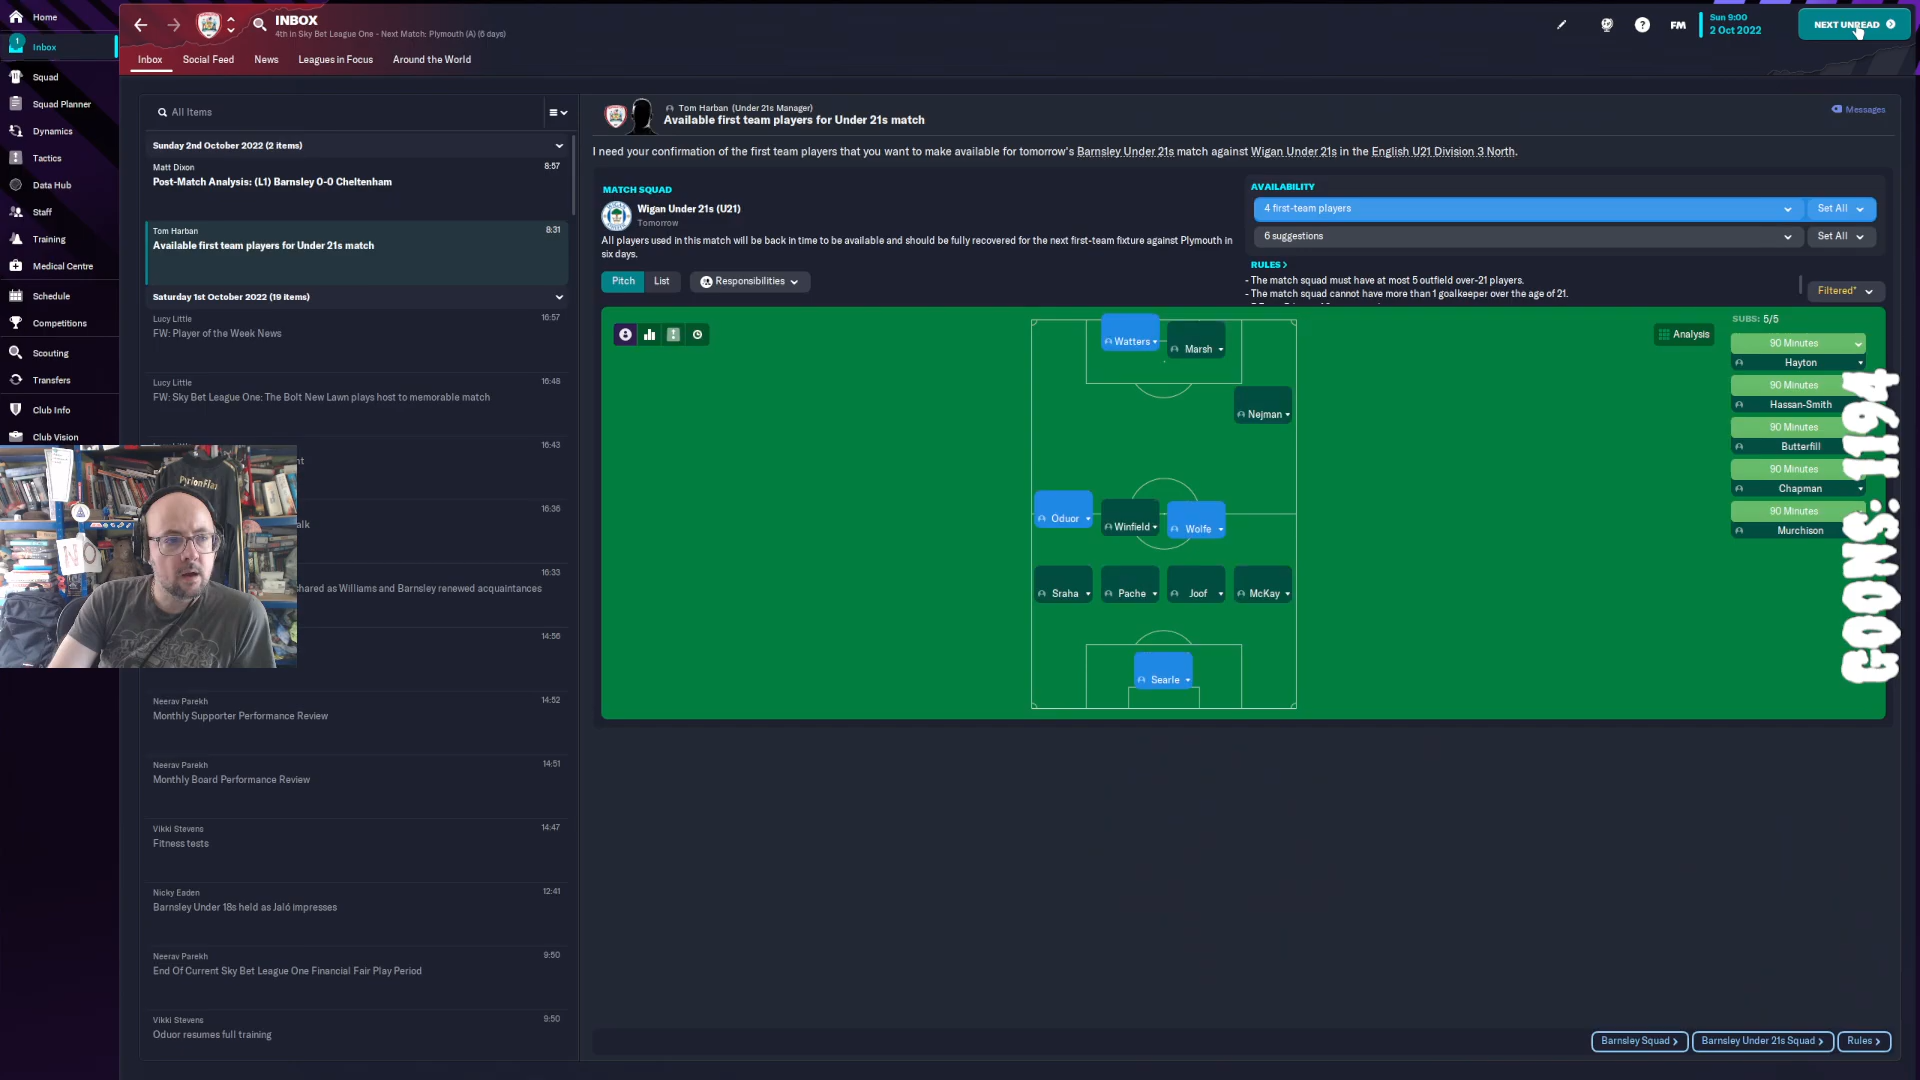 Home
1
Inbox
Squad
Squad Planner
Dynamics
Tactics
Data Hub
Staff
Training
Medical Centre
Schedule
Competitions
Scouting
Transfers
Club Info
Club Vision
INBOX
4th in Sky Bet League One - Next Match: Plymouth (A) (6 days)
Inbox
Social Feed
News
Leagues in Focus
Around the World
FM
Sun 9:00
2 Oct 2022
NEXT UNREAD
All Items
Sunday 2nd October 2022 (2 items)
Matt Dixon
8:57
Post-Match Analysis: (L1) Barnsley 0-0 Cheltenham
Tom Harban
8:31
Available first team players for Under 21s match
Saturday 1st October 2022 (19 items)
Lucy Little
16:57
FW: Player of the Week News
Lucy Little
16:48
FW: Sky Bet League One: The Bolt New Lawn plays host to memorable match
16:43
16:36
16:33
hared as Williams and Barnsley renewed acquaintances
14:56
Neerav Parekh
14:52
Monthly Supporter Performance Review
Neerav Parekh
14:51
Monthly Board Performance Review
Vikki Stevens
14:47
Fitness tests
Nicky Eaden
12:41
Barnsley Under 18s held as Jaló impresses
Neerav Parekh
9:50
End Of Current Sky Bet League One Financial Fair Play Period
Vikki Stevens
9:50
Oduor resumes full training
Tom Harban (Under 21s Manager)
Available first team players for Under 21s match
Messages
I need your confirmation of the first team players that you want to make available for tomorrow's Barnsley Under 21s match against Wigan Under 21s in the English U21 Division 3 North.
MATCH SQUAD
Wigan Under 21s (U21)
Tomorrow
All players used in this match will be back in time to be available and should be fully recovered for the next first-team fixture against Plymouth in
six days.
Pitch
List
Responsibilities
AVAILABILITY
4 first-team players
Set All
6 suggestions
Set All
RULES >
- The match squad must have at most 5 outfield over-21 players.
- The match squad cannot have more than 1 goalkeeper over the age of 21.
Filtered*
Analysis
SUBS: 5/5
90 Minutes
Hayton
90 Minutes
Hassan-Smith
90 Minutes
Butterfill
90 Minutes
Chapman
90 Minutes
Murchison
Watters
Marsh
Nejman
Oduor
Winfield
Wolfe
Sraha
Pache
Joof
McKay
Searle
GOONS: 1194
PyrionFlax
NO
Barnsley Squad >
Barnsley Under 21s Squad >
Rules >